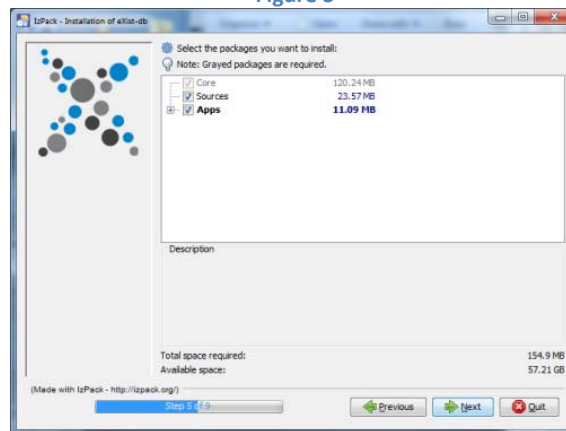 IzPack - Installation of eXist-db
Select the packages you want to install:
Note: Grayed packages are required.
Core 120.24 MB
Sources 23.57 MB
Apps 11.09 MB
Description
Total space required: 154.9 MB
Available space: 57.21 GB
(Made with IzPack - http://izpack.org/)
Step 5 of 9
Previous Next Quit